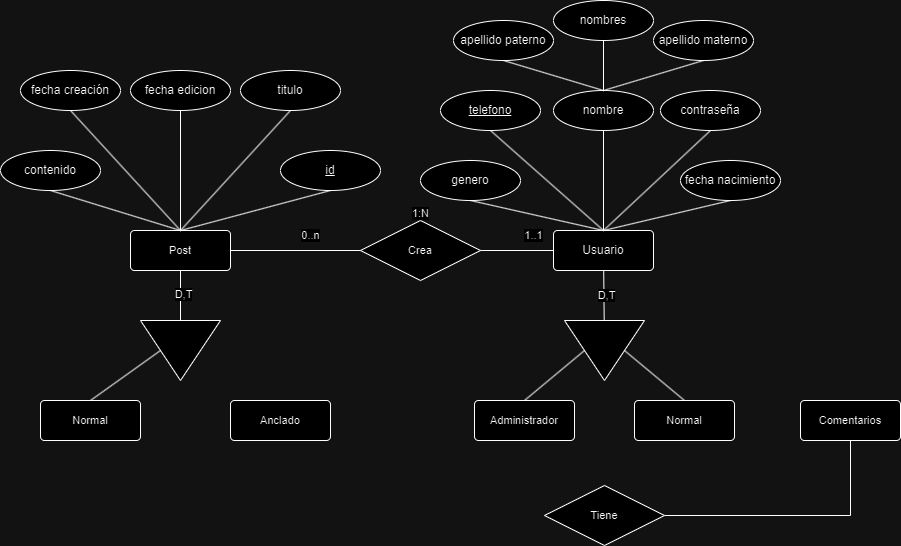 nombres
apellido paterno
apellido materno
fecha creación
fecha edicion
titulo
telefono
nombre
contraseña
contenido
id
genero
fecha nacimiento
1:N
0..n
1..1
Post
Crea
Usuario
D,T
D,T
Normal
Anclado
Administrador
Normal
Comentarios
Tiene